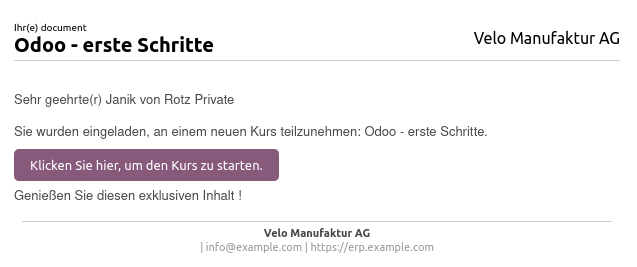 Ihr(e) document
Odoo - erste Schritte
Velo Manufaktur AG
Sehr geehrte(r) Janik von Rotz Private
Sie wurden eingeladen, an einem neuen Kurs teilzunehmen: Odoo - erste Schritte.
Klicken Sie hier, um den Kurs zu starten.
Genießen Sie diesen exklusiven Inhalt !
Velo Manufaktur AG
| info@example.com | https://erp.example.com